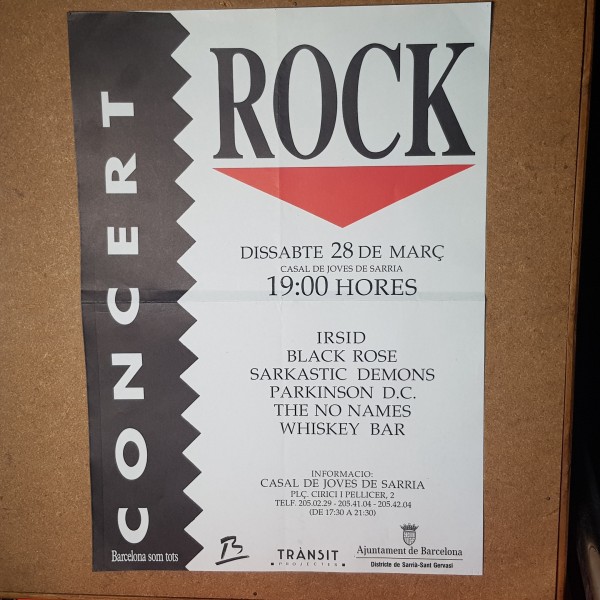 CONCERT
Barcelona som tots
ROCK
DISSABTE 28 DE MARÇ
CASAL DE JOVES DE SARRIA
19:00 HORES
IRSID
BLACK ROSE
SARKASTIC DEMONS
PARKINSON D.C.
THE NO NAMES
WHISKEY BAR
INFORMACIO:
CASAL DE JOVES DE SARRIA
PLÇ. CIRICI I PELLICER, 2
TELF. 205.02.29 - 205.41.04 - 205.42.04
(DE 17:30 A 21:30)
B
TRÀNSIT
PROJECTES
Ajuntament de Barcelona
Districte de Sarrià-Sant Gervasi